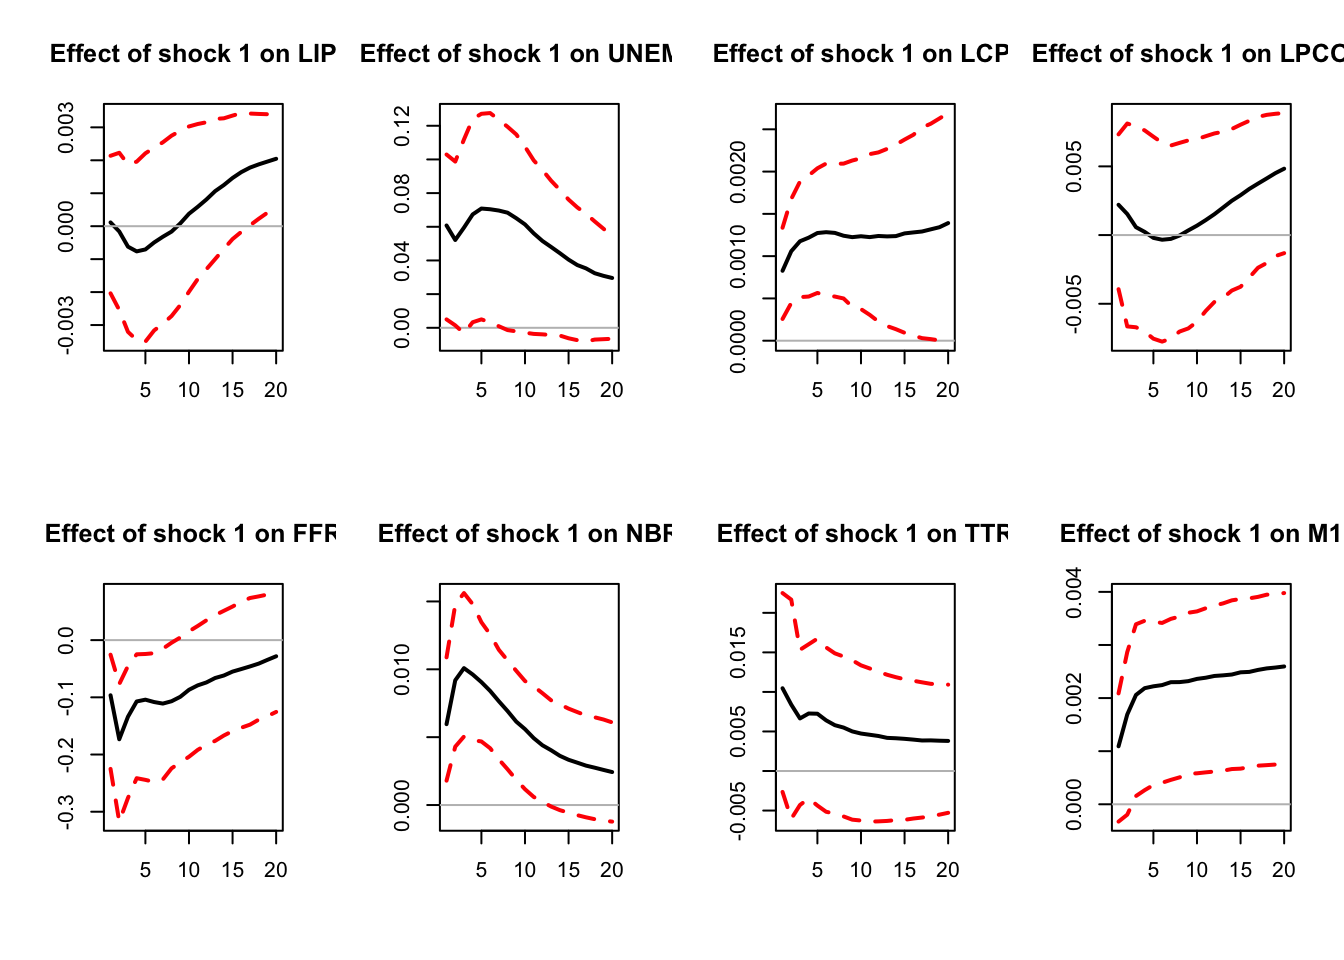 Effect of shock 1 on LIP
Effect of shock 1 on UNEM
Effect of shock 1 on LCP
Effect of shock 1 on LPCO
0.003
0.000
-0.003
5 10 15 20
0.12
0.08
0.04
0.00
5 10 15 20
0.0020
0.0010
0.0000
5 10 15 20
0.005
-0.005
5 10 15 20
Effect of shock 1 on FFR
Effect of shock 1 on NBR
Effect of shock 1 on TTR
Effect of shock 1 on M1
0.0
-0.1
-0.2
-0.3
5 10 15 20
0.010
0.000
5 10 15 20
0.015
0.005
-0.005
5 10 15 20
0.004
0.002
0.000
5 10 15 20